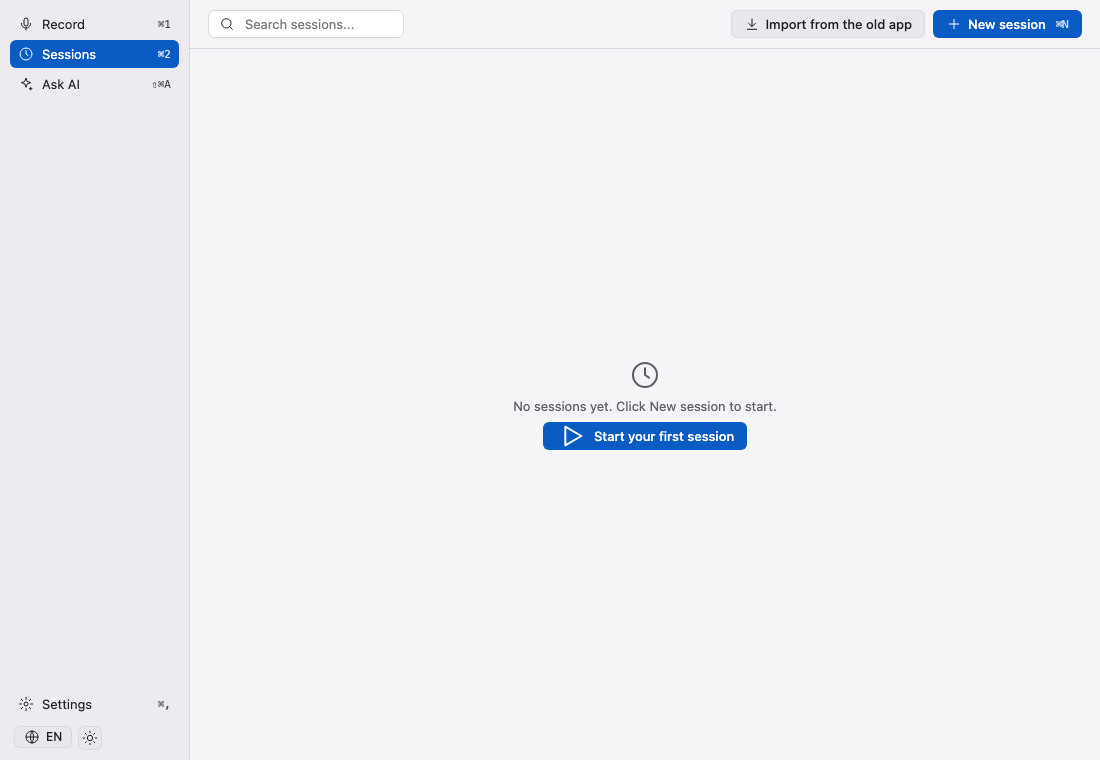 Record ⌘1
Sessions ⌘2
Ask AI ⇧⌘A
Search sessions...
Import from the old app
New session ⌘N
No sessions yet. Click New session to start.
Start your first session
Settings ⌘,
EN